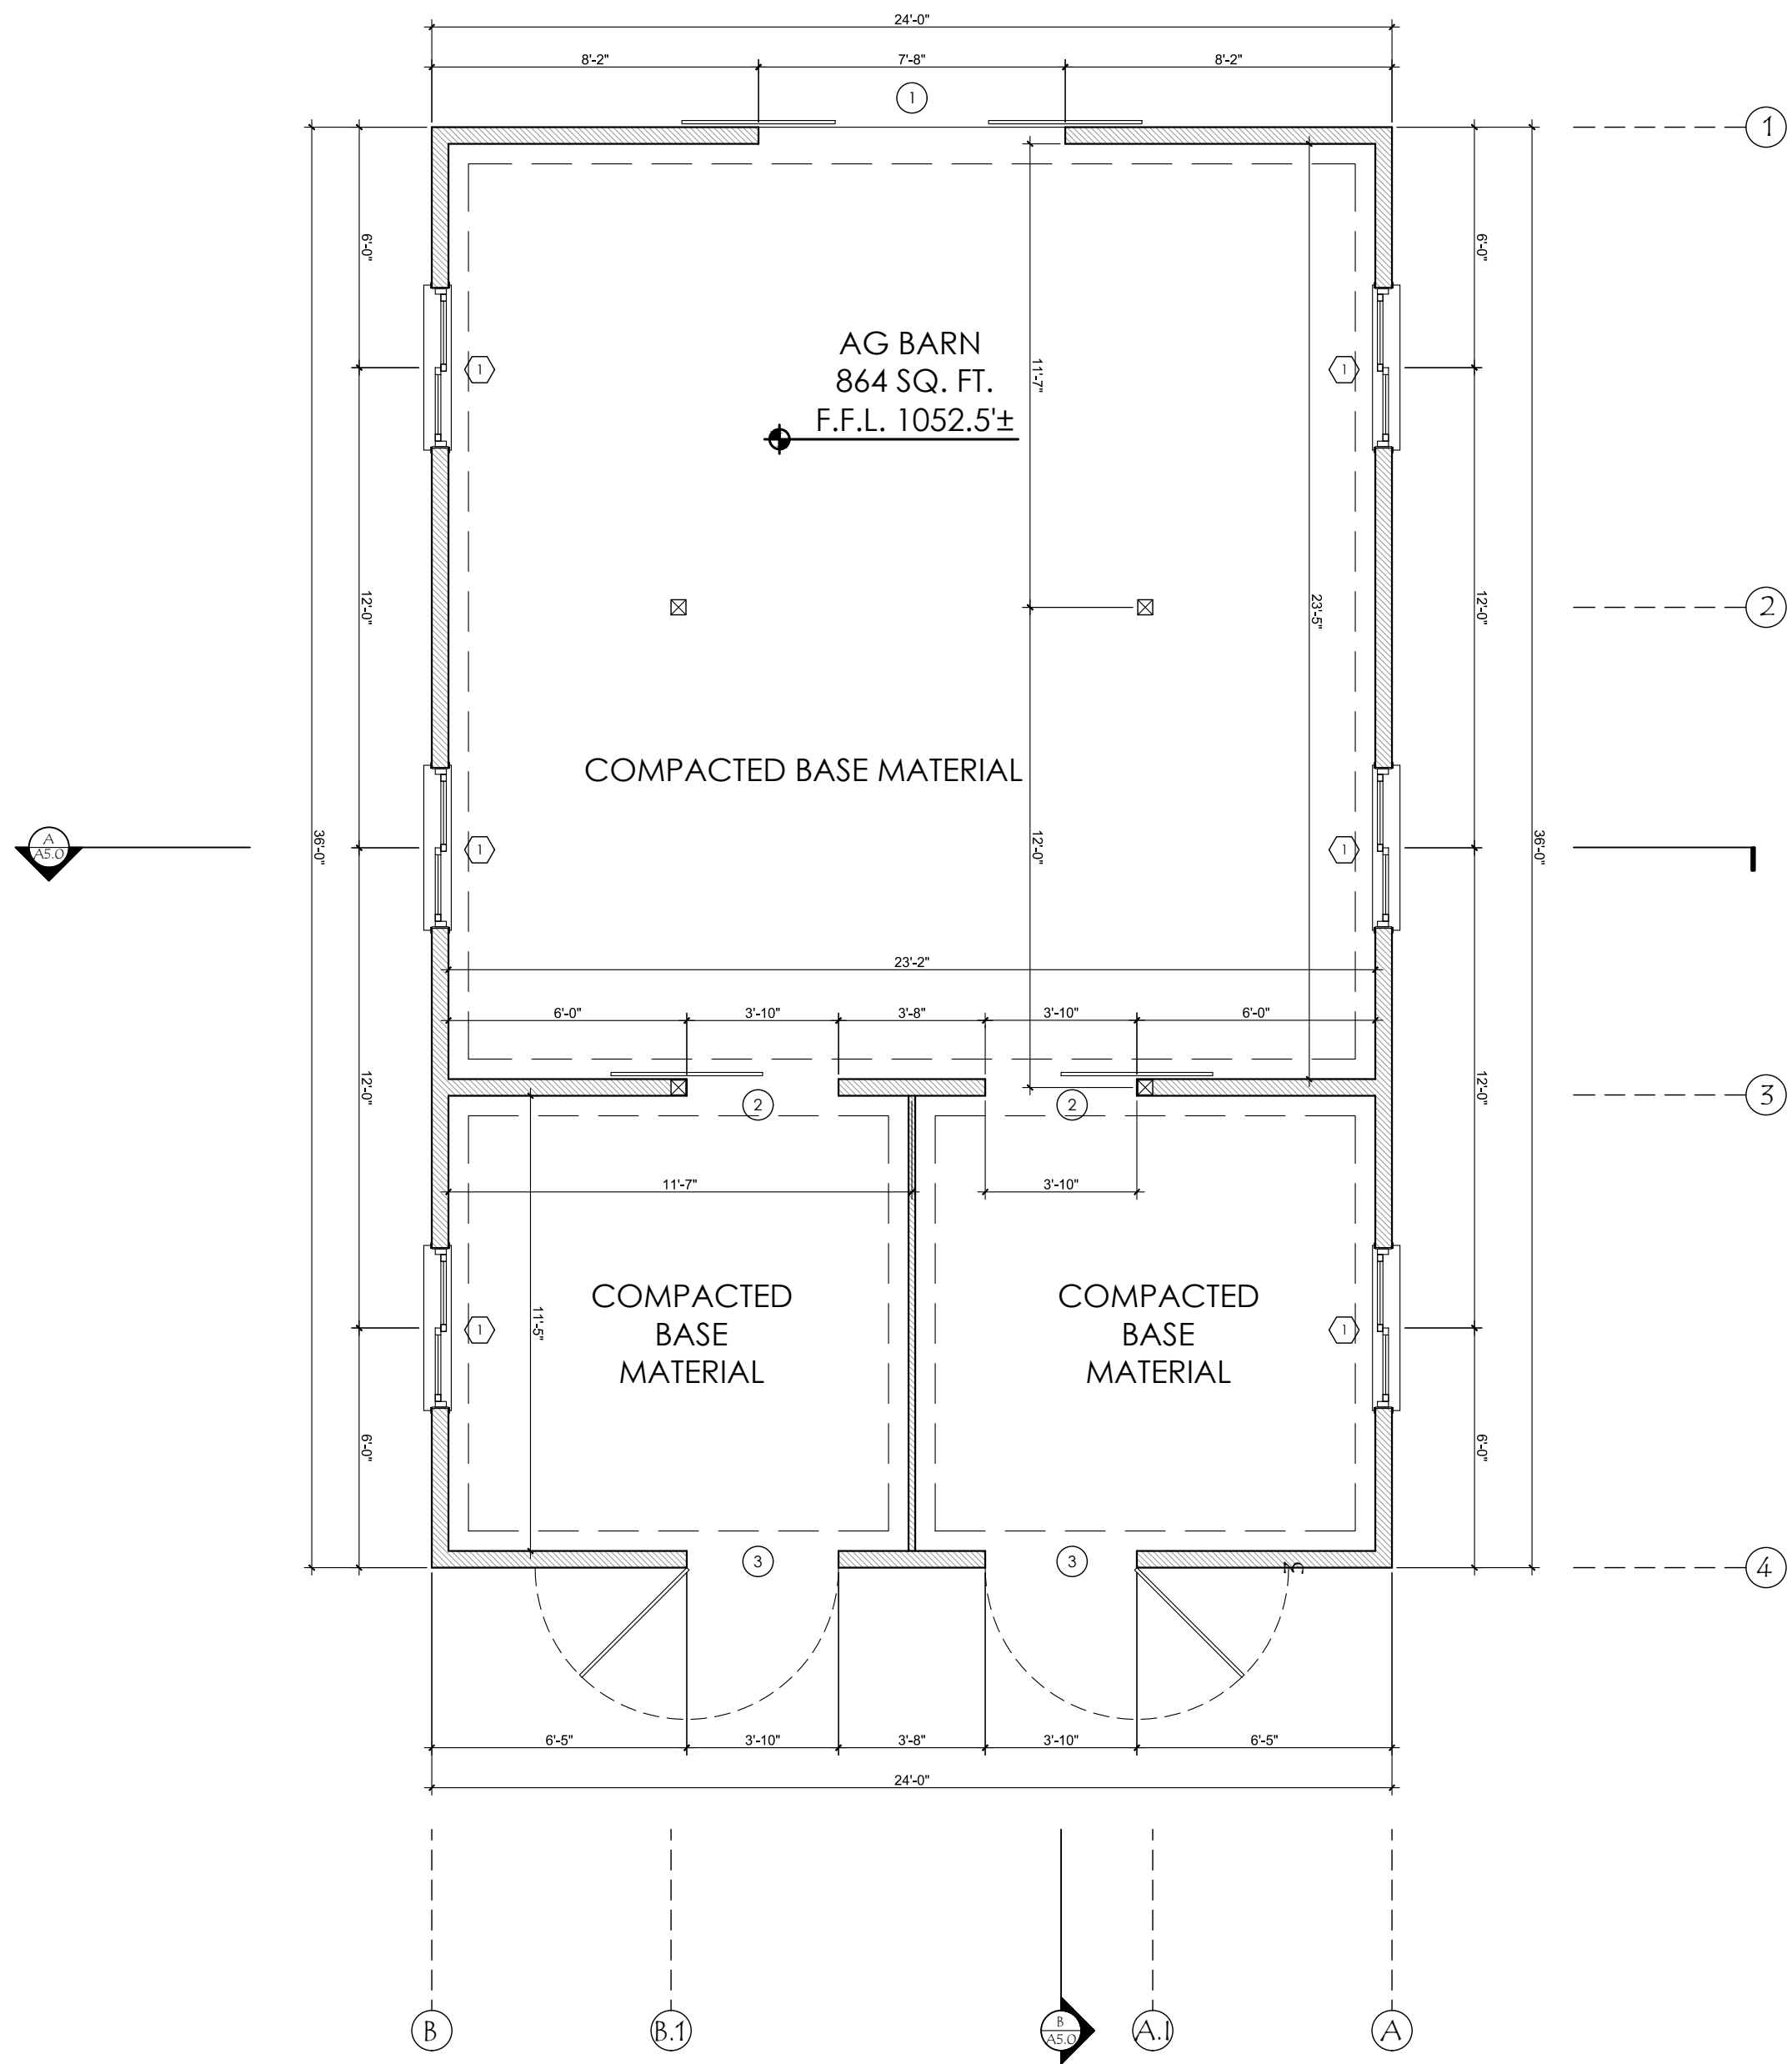 24'-0"
8'-2" 7'-8" 8'-2"
1
1
6'-0" 6'-0"
AG BARN
864 SQ. FT.
F.F.L. 1052.5'±
11'-7"
1 1
12'-0" 23'-5" 12'-0"
2
COMPACTED BASE MATERIAL
A
A5.0
36'-0" 1 12'-0" 1 36'-0"
23'-2"
6'-0" 3'-10" 3'-8" 3'-10" 6'-0"
12'-0" 2 2 12'-0" 3
11'-7" 3'-10"
COMPACTED
BASE
MATERIAL
COMPACTED
BASE
MATERIAL
1 11'-5" 1
6'-0" 6'-0"
3 3 4
6'-5" 3'-10" 3'-8" 3'-10" 6'-5"
24'-0"
B B.1 A.1 A
B
A5.0